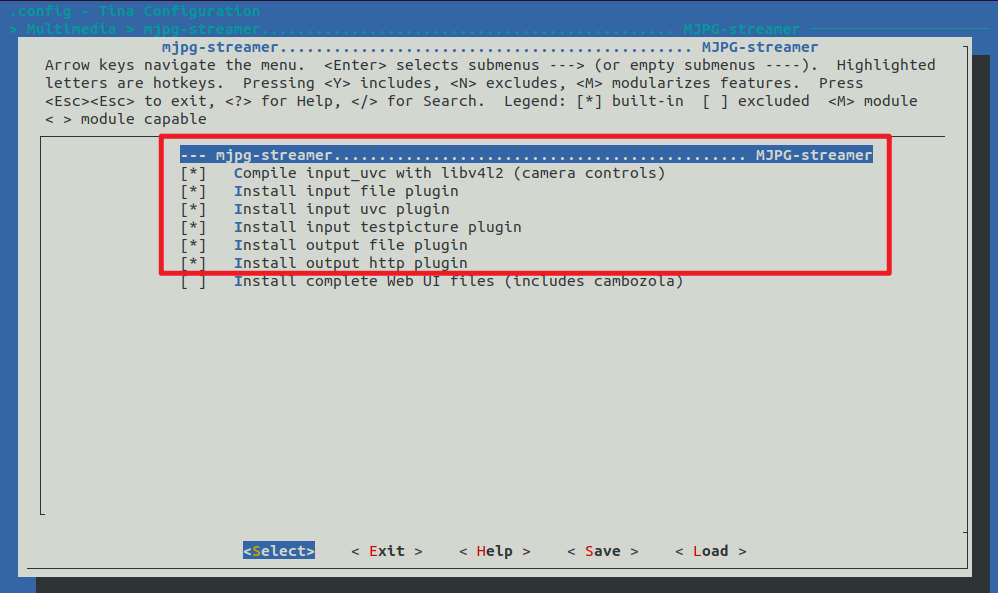 .config - Tina Configuration
> Multimedia > mjpg-streamer.............................................. MJPG-streamer
mjpg-streamer.............................................. MJPG-streamer
Arrow keys navigate the menu.  <Enter> selects submenus ---> (or empty submenus ----).  Highlighted
letters are hotkeys.  Pressing <Y> includes, <N> excludes, <M> modularizes features.  Press
<Esc><Esc> to exit, <?> for Help, </> for Search.  Legend: [*] built-in  [ ] excluded  <M> module
< > module capable
--- mjpg-streamer.............................................. MJPG-streamer
[*]   Compile input_uvc with libv4l2 (camera controls)
[*]   Install input file plugin
[*]   Install input uvc plugin
[*]   Install input testpicture plugin
[*]   Install output file plugin
[*]   Install output http plugin
[ ]   Install complete Web UI files (includes cambozola)
<Select>    < Exit >    < Help >    < Save >    < Load >